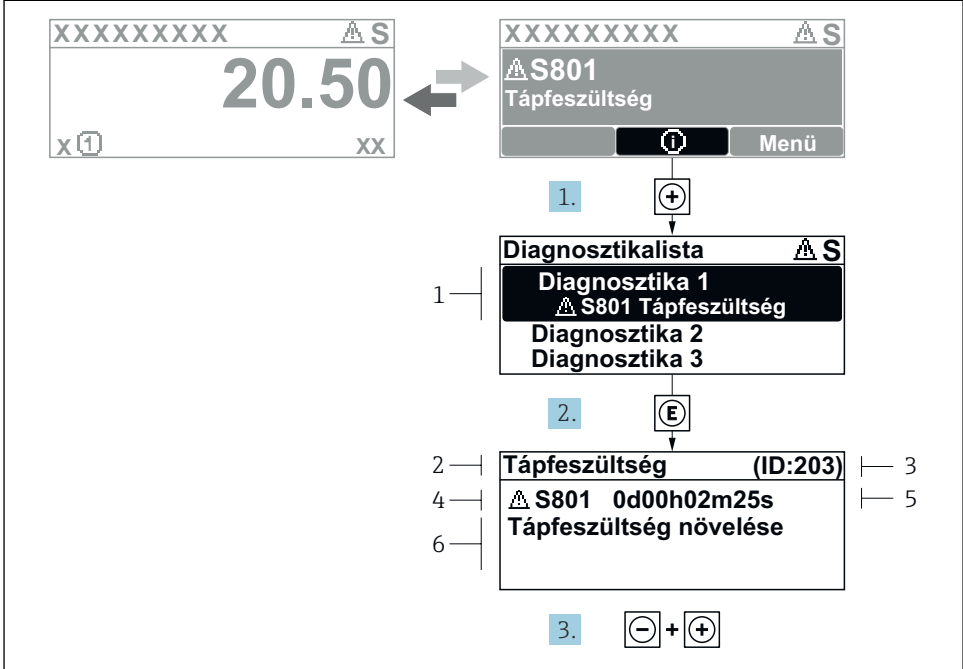 XXXXXXXXX S
20.50
X 1 XX
XXXXXXXXX S
S801
Tápfeszültség
i Menü
1. +
Diagnosztikalista S
1 Diagnosztika 1
S801 Tápfeszültség
Diagnosztika 2
Diagnosztika 3
2. E
2 Tápfeszültség (ID:203) 3
4 S801 0d00h02m25s 5
6 Tápfeszültség növelése
3. - + +